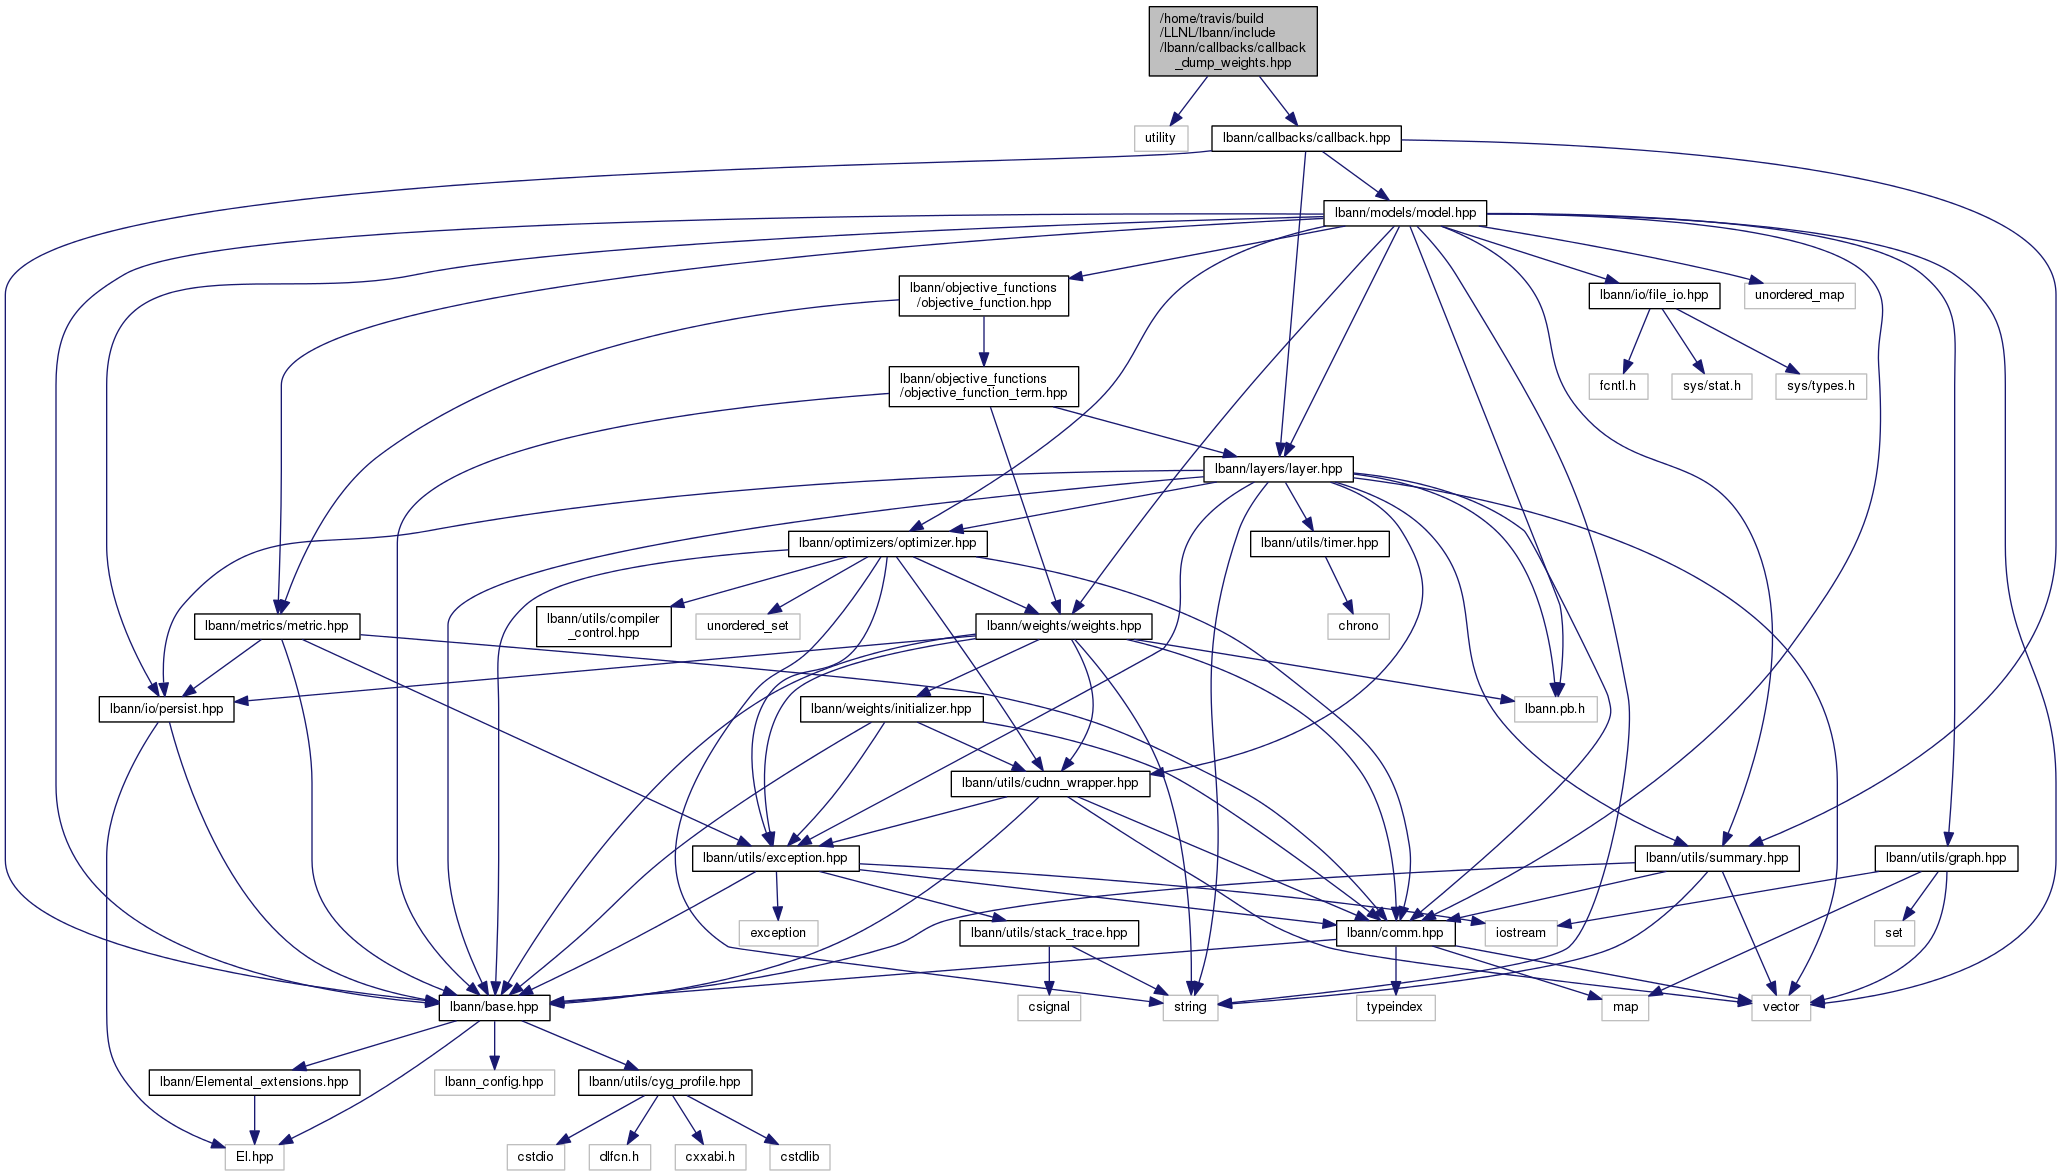 /home/travis/build
/LLNL/lbann/include
/lbann/callbacks/callback
_dump_weights.hpp
utility
lbann/callbacks/callback.hpp
lbann/models/model.hpp
lbann/objective_functions
/objective_function.hpp
lbann/io/file_io.hpp
unordered_map
lbann/objective_functions
/objective_function_term.hpp
fcntl.h
sys/stat.h
sys/types.h
lbann/layers/layer.hpp
lbann/optimizers/optimizer.hpp
lbann/utils/timer.hpp
lbann/metrics/metric.hpp
lbann/utils/compiler
_control.hpp
unordered_set
lbann/weights/weights.hpp
chrono
lbann/io/persist.hpp
lbann/weights/initializer.hpp
lbann.pb.h
lbann/utils/cudnn_wrapper.hpp
lbann/utils/exception.hpp
lbann/utils/summary.hpp
lbann/utils/graph.hpp
exception
lbann/utils/stack_trace.hpp
lbann/comm.hpp
iostream
set
lbann/base.hpp
csignal
string
typeindex
map
vector
lbann/Elemental_extensions.hpp
lbann_config.hpp
lbann/utils/cyg_profile.hpp
El.hpp
cstdio
dlfcn.h
cxxabi.h
cstdlib